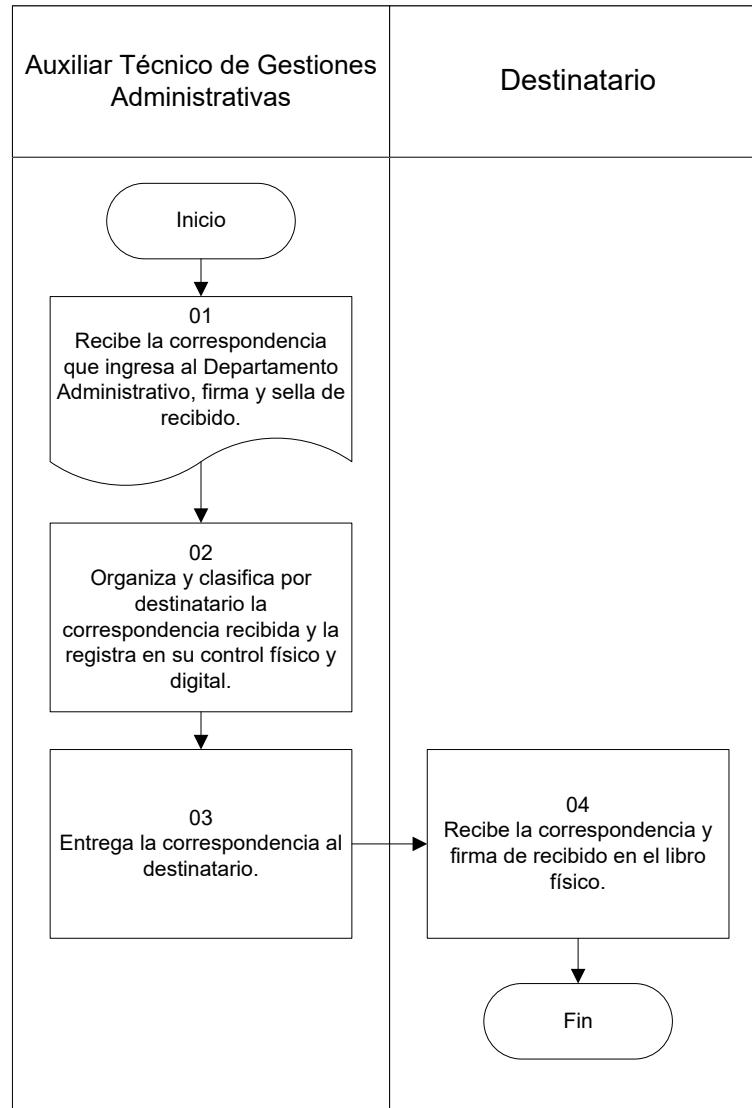 Auxiliar Técnico de Gestiones
Administrativas
Destinatario
Inicio
01
Recibe la correspondencia
que ingresa al Departamento
Administrativo, firma y sella de
recibido.
02
Organiza y clasifica por
destinatario la
correspondencia recibida y la
registra en su control físico y
digital.
03
Entrega la correspondencia al
destinatario.
04
Recibe la correspondencia y
firma de recibido en el libro
físico.
Fin